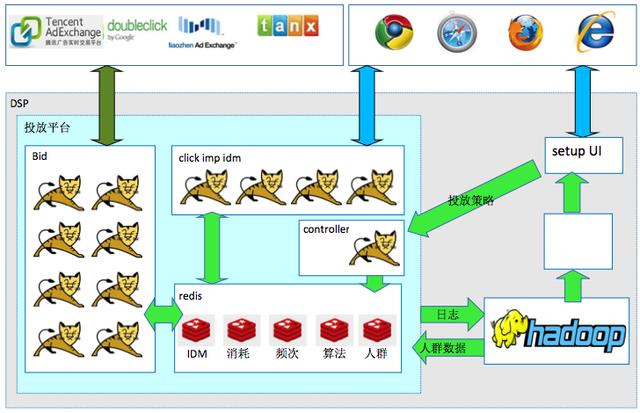 Tencent
AdExchange
腾讯广告实时交易平台
doubleclick
by Google
liaozhen Ad Exchange
tanx
DSP
投放平台
Bid
click imp idm
setup UI
投放策略
controller
redis
IDM
消耗
频次
算法
人群
日志
人群数据
hadoop